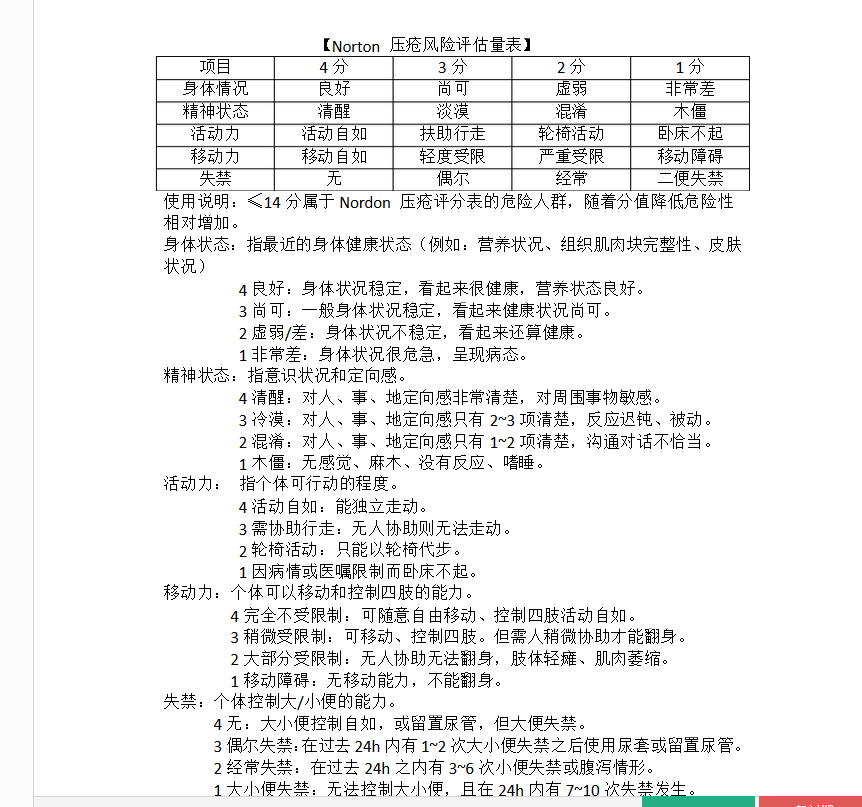 【Norton 压疮风险评估量表】
项目 4分 3分 2分 1分
身体情况 良好 尚可 虚弱 非常差
精神状态 清醒 淡漠 混淆 木僵
活动力 活动自如 扶助行走 轮椅活动 卧床不起
移动力 移动自如 轻度受限 严重受限 移动障碍
失禁 无 偶尔 经常 二便失禁
使用说明：≤14分属于 Nordon 压疮评分表的危险人群，随着分值降低危险性
相对增加。
身体状态：指最近的身体健康状态（例如：营养状况、组织肌肉块完整性、皮肤
状况）
4 良好：身体状况稳定，看起来很健康，营养状态良好。
3 尚可：一般身体状况稳定，看起来健康状况尚可。
2 虚弱/差：身体状况不稳定，看起来还算健康。
1 非常差：身体状况很危急，呈现病态。
精神状态：指意识状况和定向感。
4 清醒：对人、事、地定向感非常清楚，对周围事物敏感。
3 冷漠：对人、事、地定向感只有 2~3 项清楚，反应迟钝、被动。
2 混淆：对人、事、地定向感只有 1~2 项清楚，沟通对话不恰当。
1 木僵：无感觉、麻木、没有反应、嗜睡。
活动力： 指个体可行动的程度。
4 活动自如：能独立走动。
3 需协助行走：无人协助则无法走动。
2 轮椅活动：只能以轮椅代步。
1 因病情或医嘱限制而卧床不起。
移动力：个体可以移动和控制四肢的能力。
4 完全不受限制：可随意自由移动、控制四肢活动自如。
3 稍微受限制：可移动、控制四肢。但需人稍微协助才能翻身。
2 大部分受限制：无人协助无法翻身，肢体轻瘫、肌肉萎缩。
1 移动障碍：无移动能力，不能翻身。
失禁：个体控制大/小便的能力。
4 无：大小便控制自如，或留置尿管，但大便失禁。
3 偶尔失禁：在过去 24h 内有 1~2 次大小便失禁之后使用尿套或留置尿管。
2 经常失禁：在过去 24h 之内有 3~6 次小便失禁或腹泻情形。
1 大小便失禁：无法控制大小便，且在 24h 内有 7~10 次失禁发生。